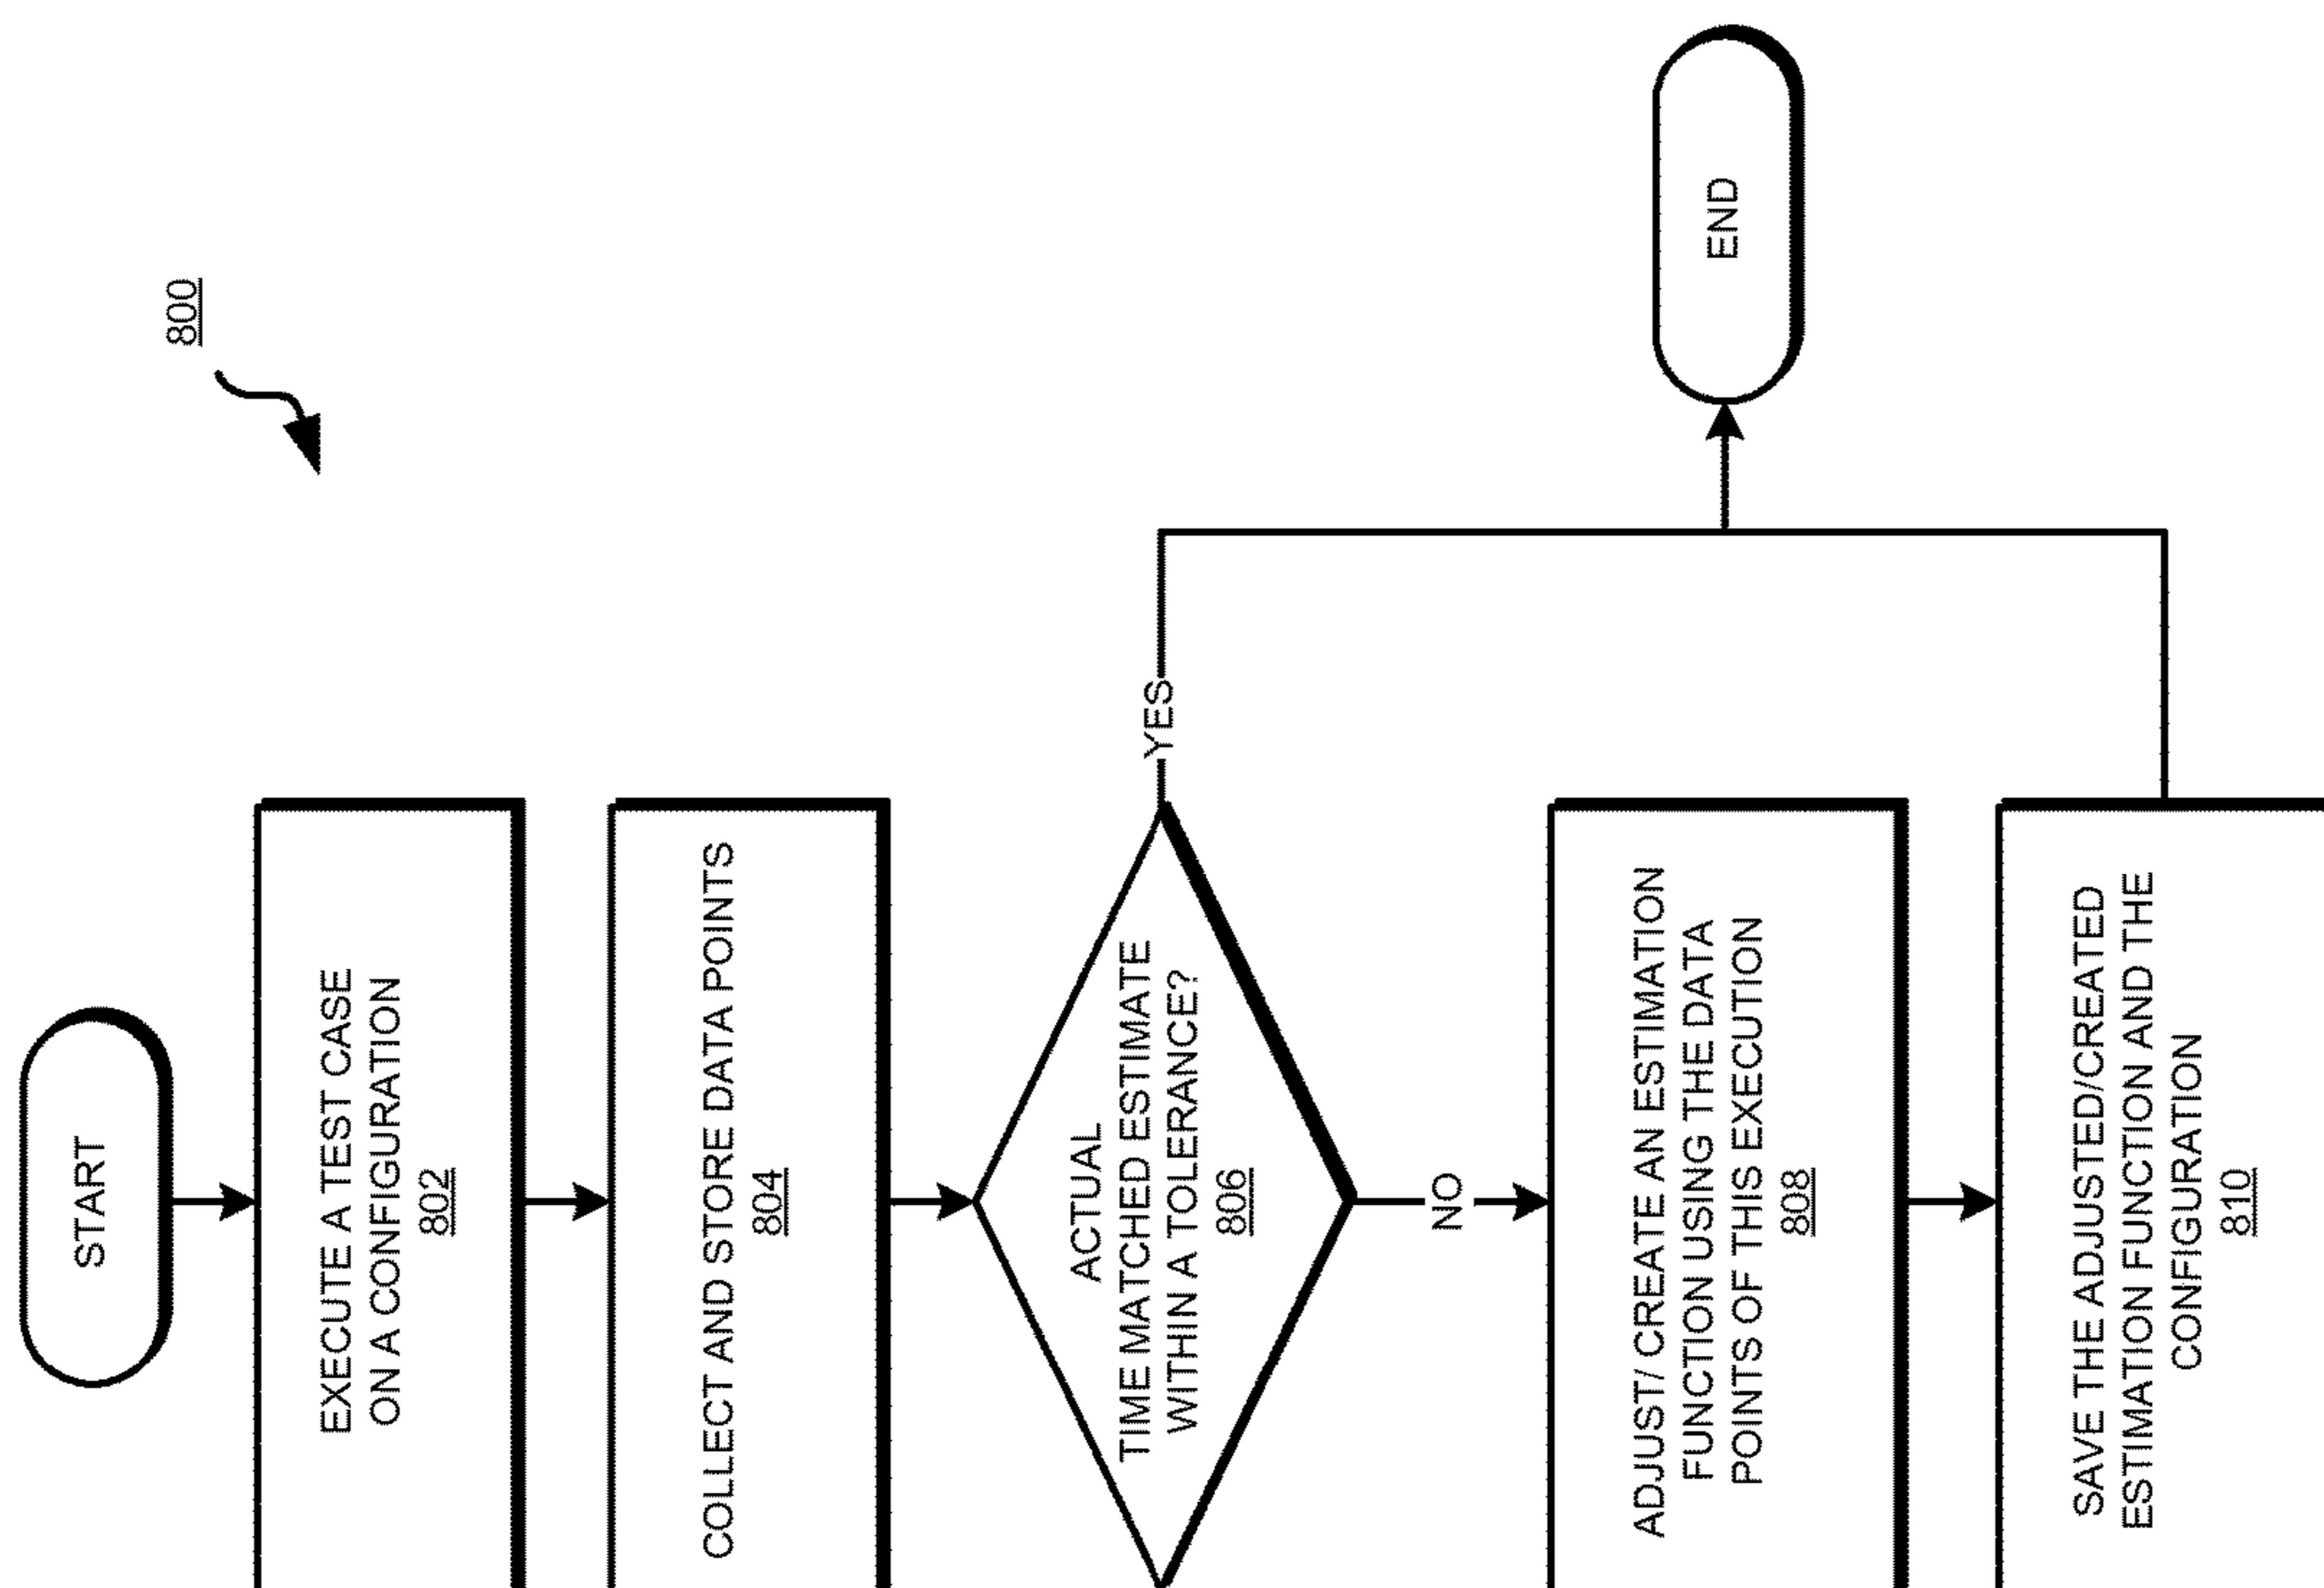 800
START
EXECUTE A TEST CASE
ON A CONFIGURATION
802
COLLECT AND STORE DATA POINTS
804
ACTUAL
TIME MATCHED ESTIMATE
WITHIN A TOLERANCE?
806
YES
NO
ADJUST/ CREATE AN ESTIMATION
FUNCTION USING THE DATA
POINTS OF THIS EXECUTION
808
SAVE THE ADJUSTED/CREATED
ESTIMATION FUNCTION AND THE
CONFIGURATION
810
END